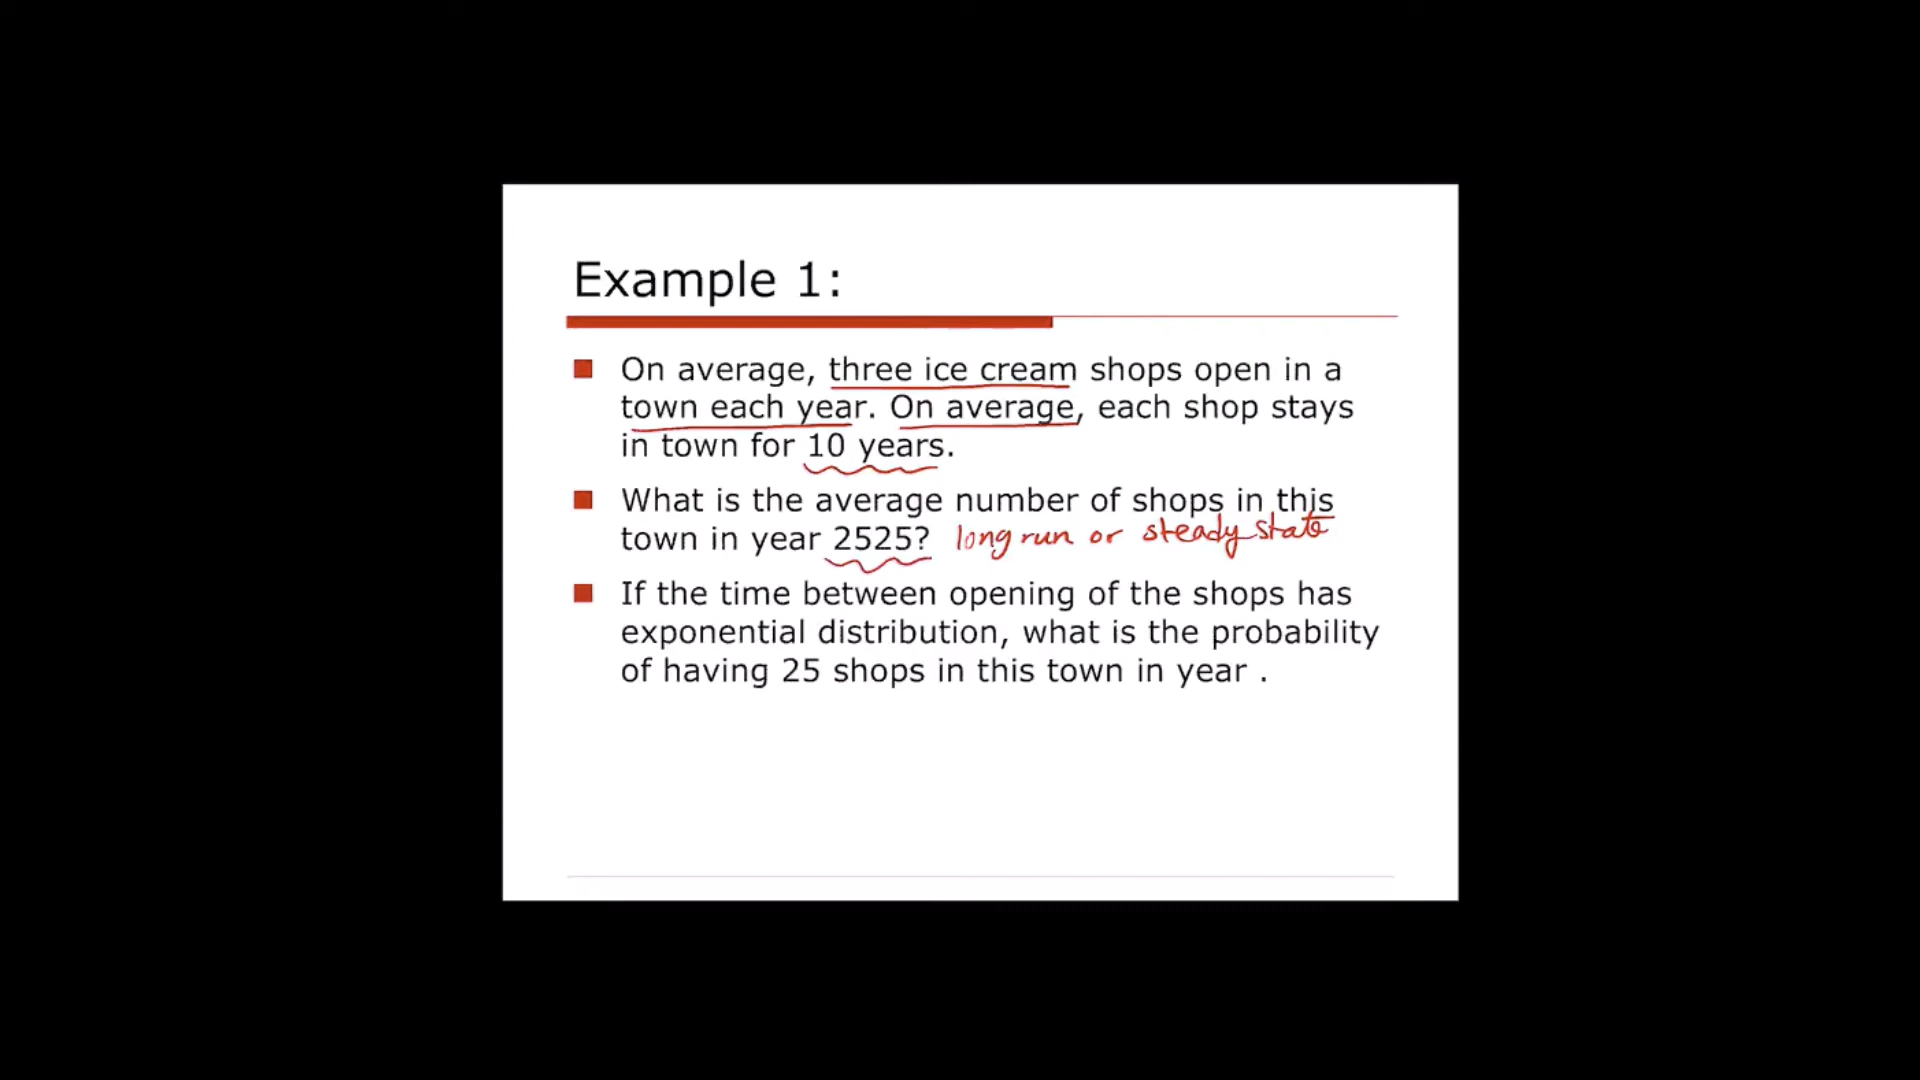 Example 1:
On average, three ice cream shops open in a
town each year. On average, each shop stays
in town for 10 years.
What is the average number of shops in this
town in year 2525? long run or steady state
If the time between opening of the shops has
exponential distribution, what is the probability
of having 25 shops in this town in year .